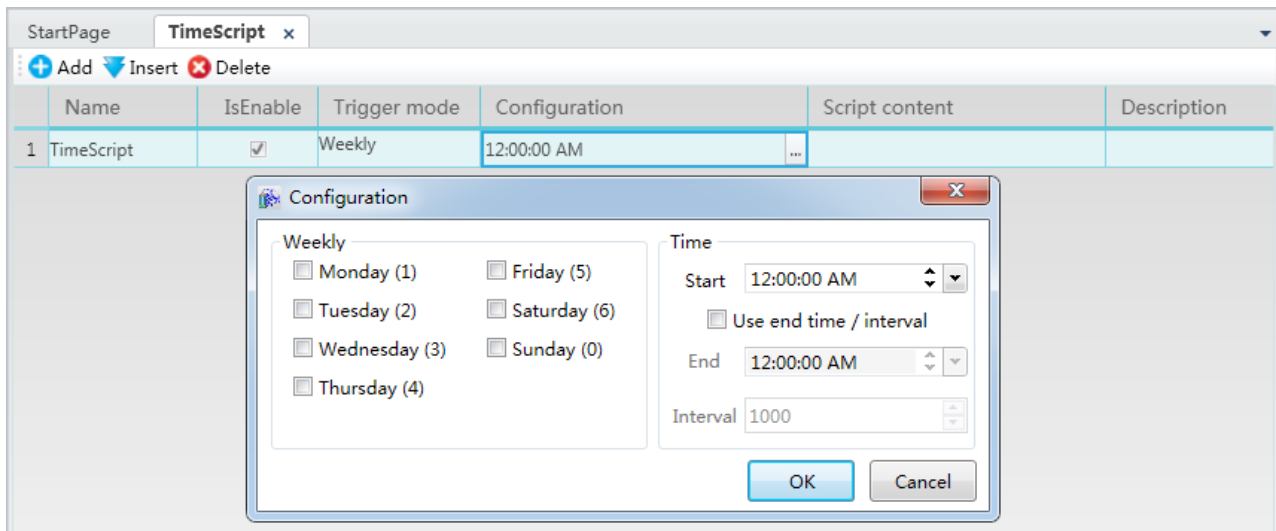 StartPage TimeScript x
Add Insert Delete
Name IsEnable Trigger mode Configuration Script content Description
1 TimeScript Weekly 12:00:00 AM ...
Configuration
Weekly Time
Monday (1) Friday (5) Start 12:00:00 AM
Tuesday (2) Saturday (6) Use end time / interval
Wednesday (3) Sunday (0) End 12:00:00 AM
Thursday (4)
Interval 1000
OK Cancel